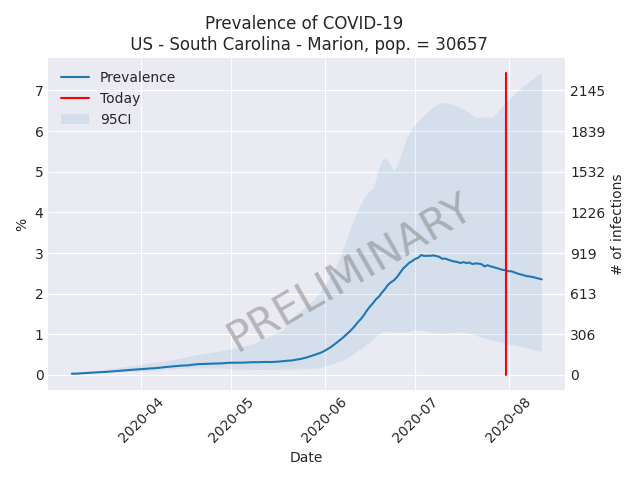 Prevalence of COVID-19
US - South Carolina - Marion, pop. = 30657
Prevalence
Today
95CI
PRELIMINARY
%
7
6
5
4
3
2
1
0
2145
1839
1532
1226
919
613
306
0
# of infections
2020-04
2020-05
2020-06
2020-07
2020-08
Date